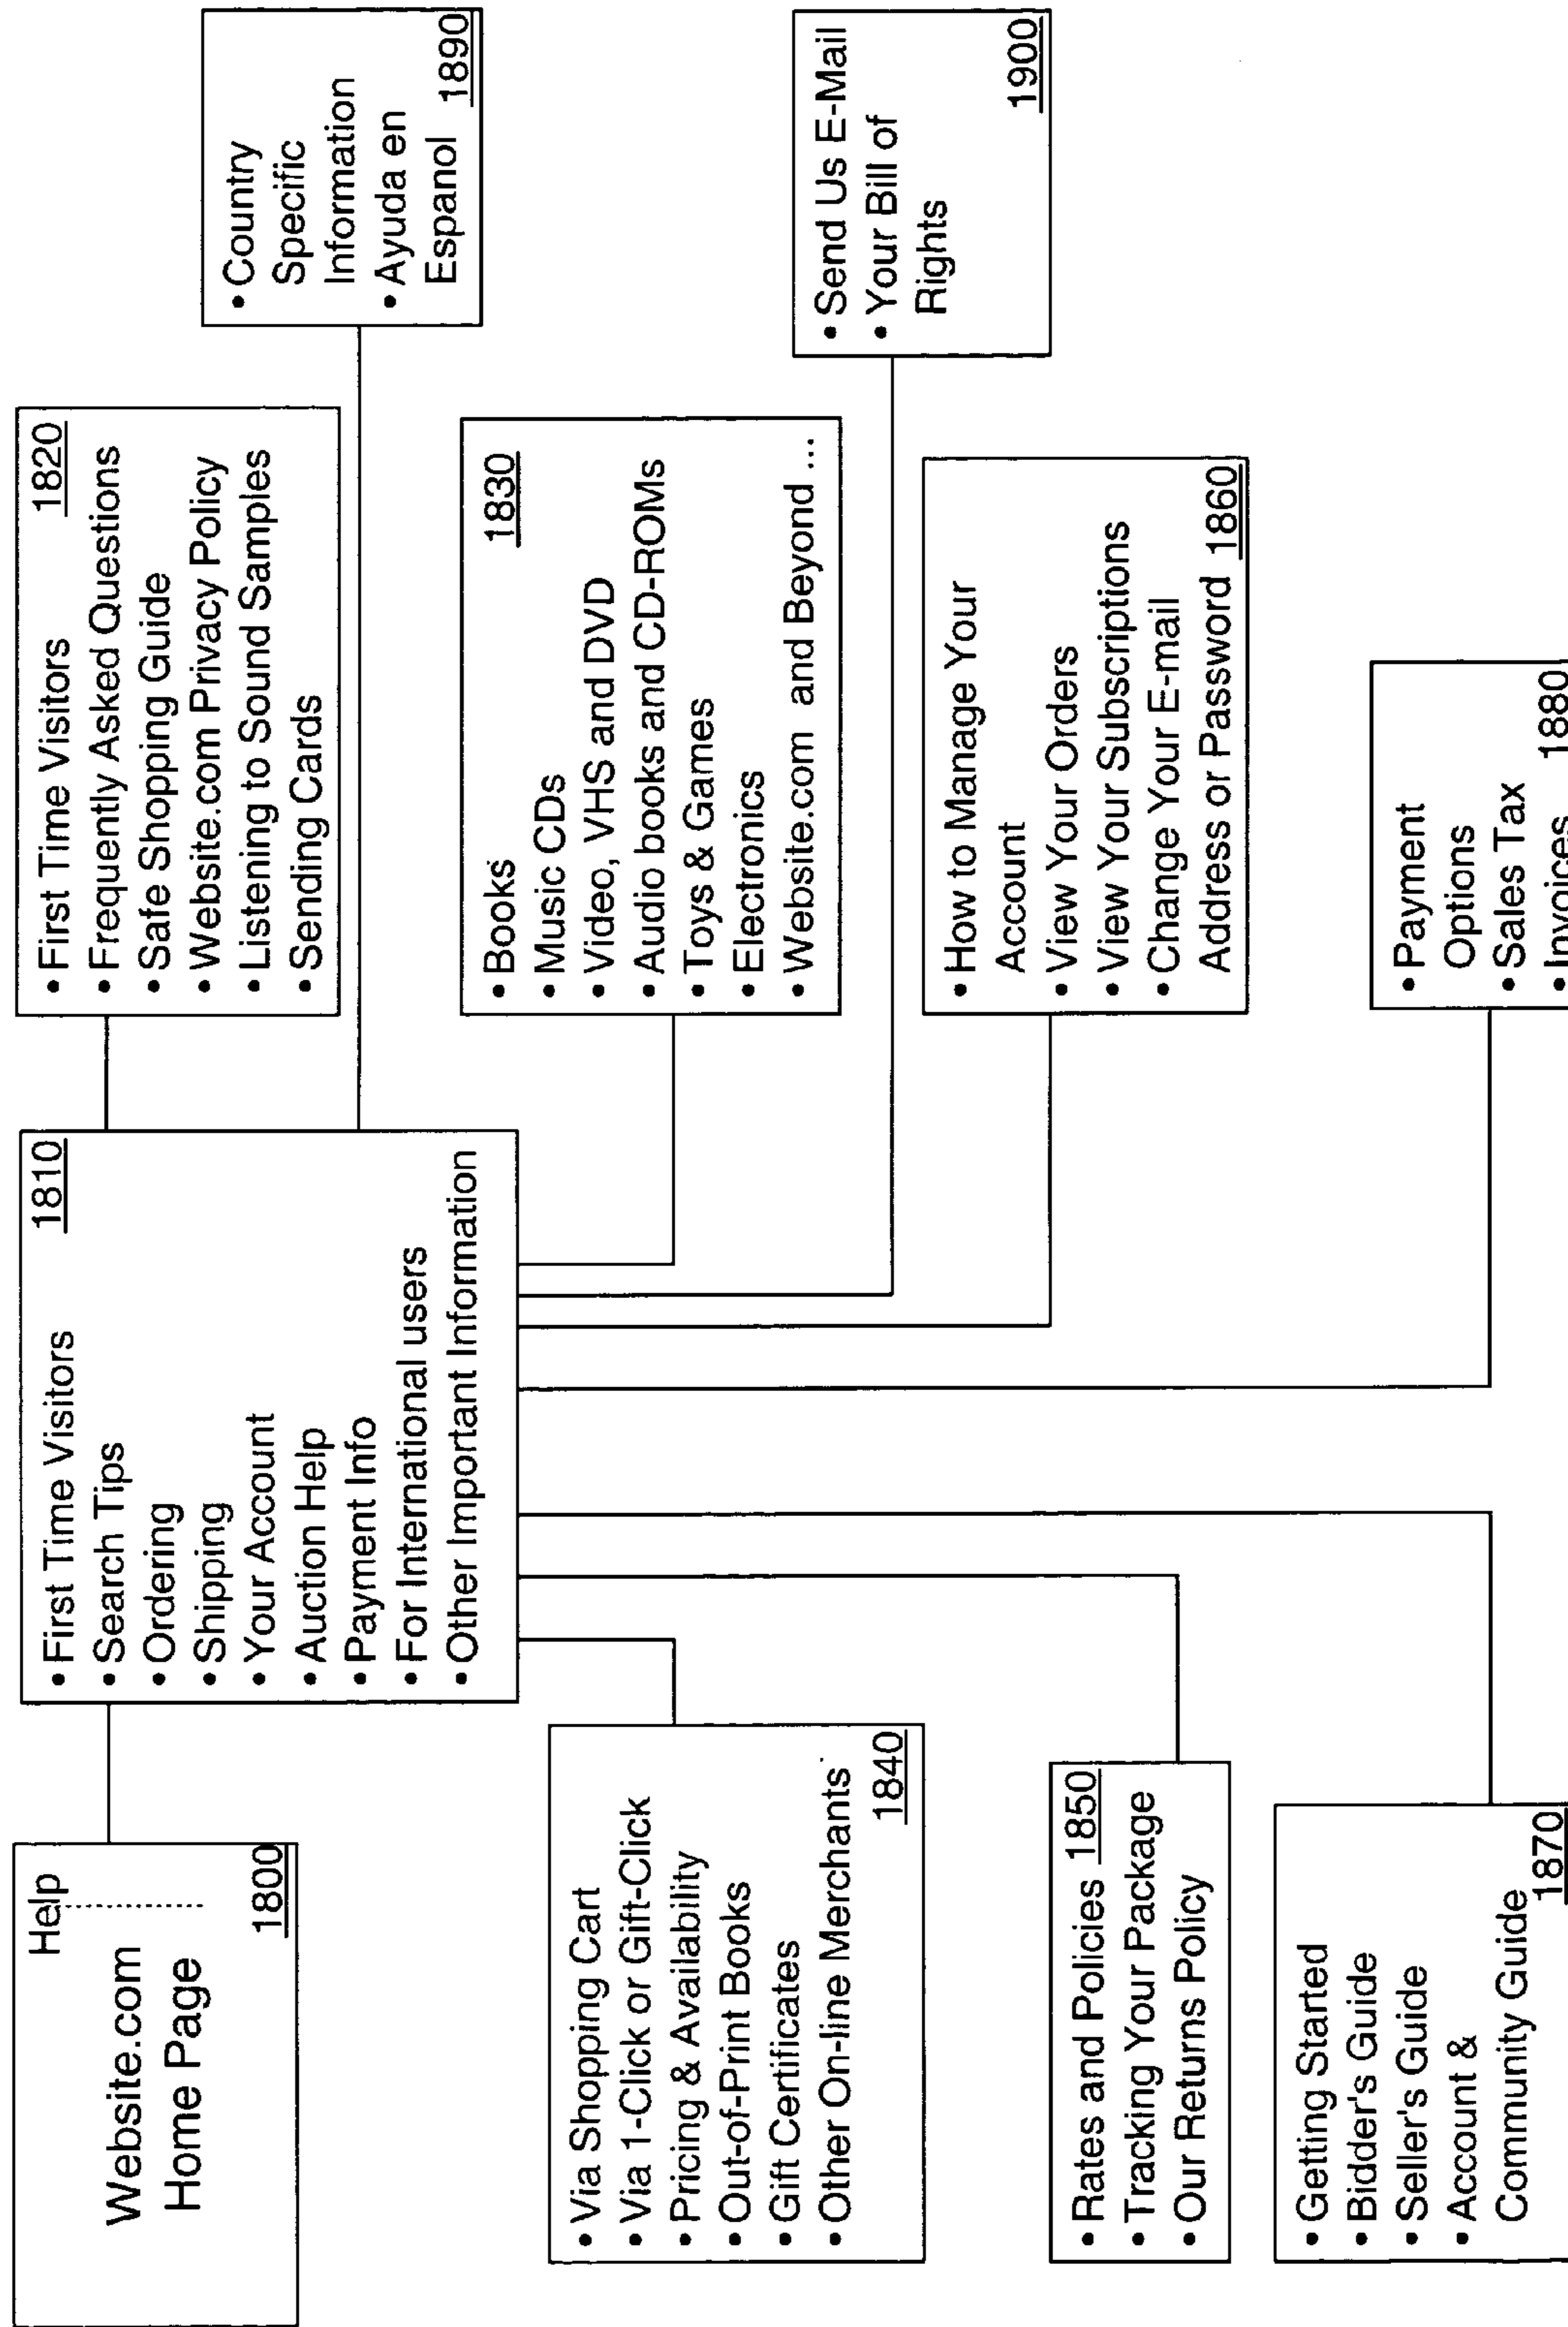 Help
Website.com
Home Page
1800
• First Time Visitors 1810
• Search Tips
• Ordering
• Shipping
• Your Account
• Auction Help
• Payment Info
• For International users
• Other Important Information
• First Time Visitors 1820
• Frequently Asked Questions
• Safe Shopping Guide
• Website.com Privacy Policy
• Listening to Sound Samples
• Sending Cards
• Country
Specific
Information
• Ayuda en
Espanol 1890
• Books 1830
• Music CDs
• Video, VHS and DVD
• Audio books and CD-ROMs
• Toys & Games
• Electronics
• Website.com and Beyond ...
• Via Shopping Cart
• Via 1-Click or Gift-Click
• Pricing & Availability
• Out-of-Print Books
• Gift Certificates
• Other On-line Merchants
1840
• Send Us E-Mail
• Your Bill of
Rights
1900
• How to Manage Your
Account
• View Your Orders
• View Your Subscriptions
• Change Your E-mail
Address or Password 1860
• Rates and Policies 1850
• Tracking Your Package
• Our Returns Policy
• Getting Started
• Bidder's Guide
• Seller's Guide
• Account &
Community Guide
1870
• Payment
Options
• Sales Tax
• Invoices 1880